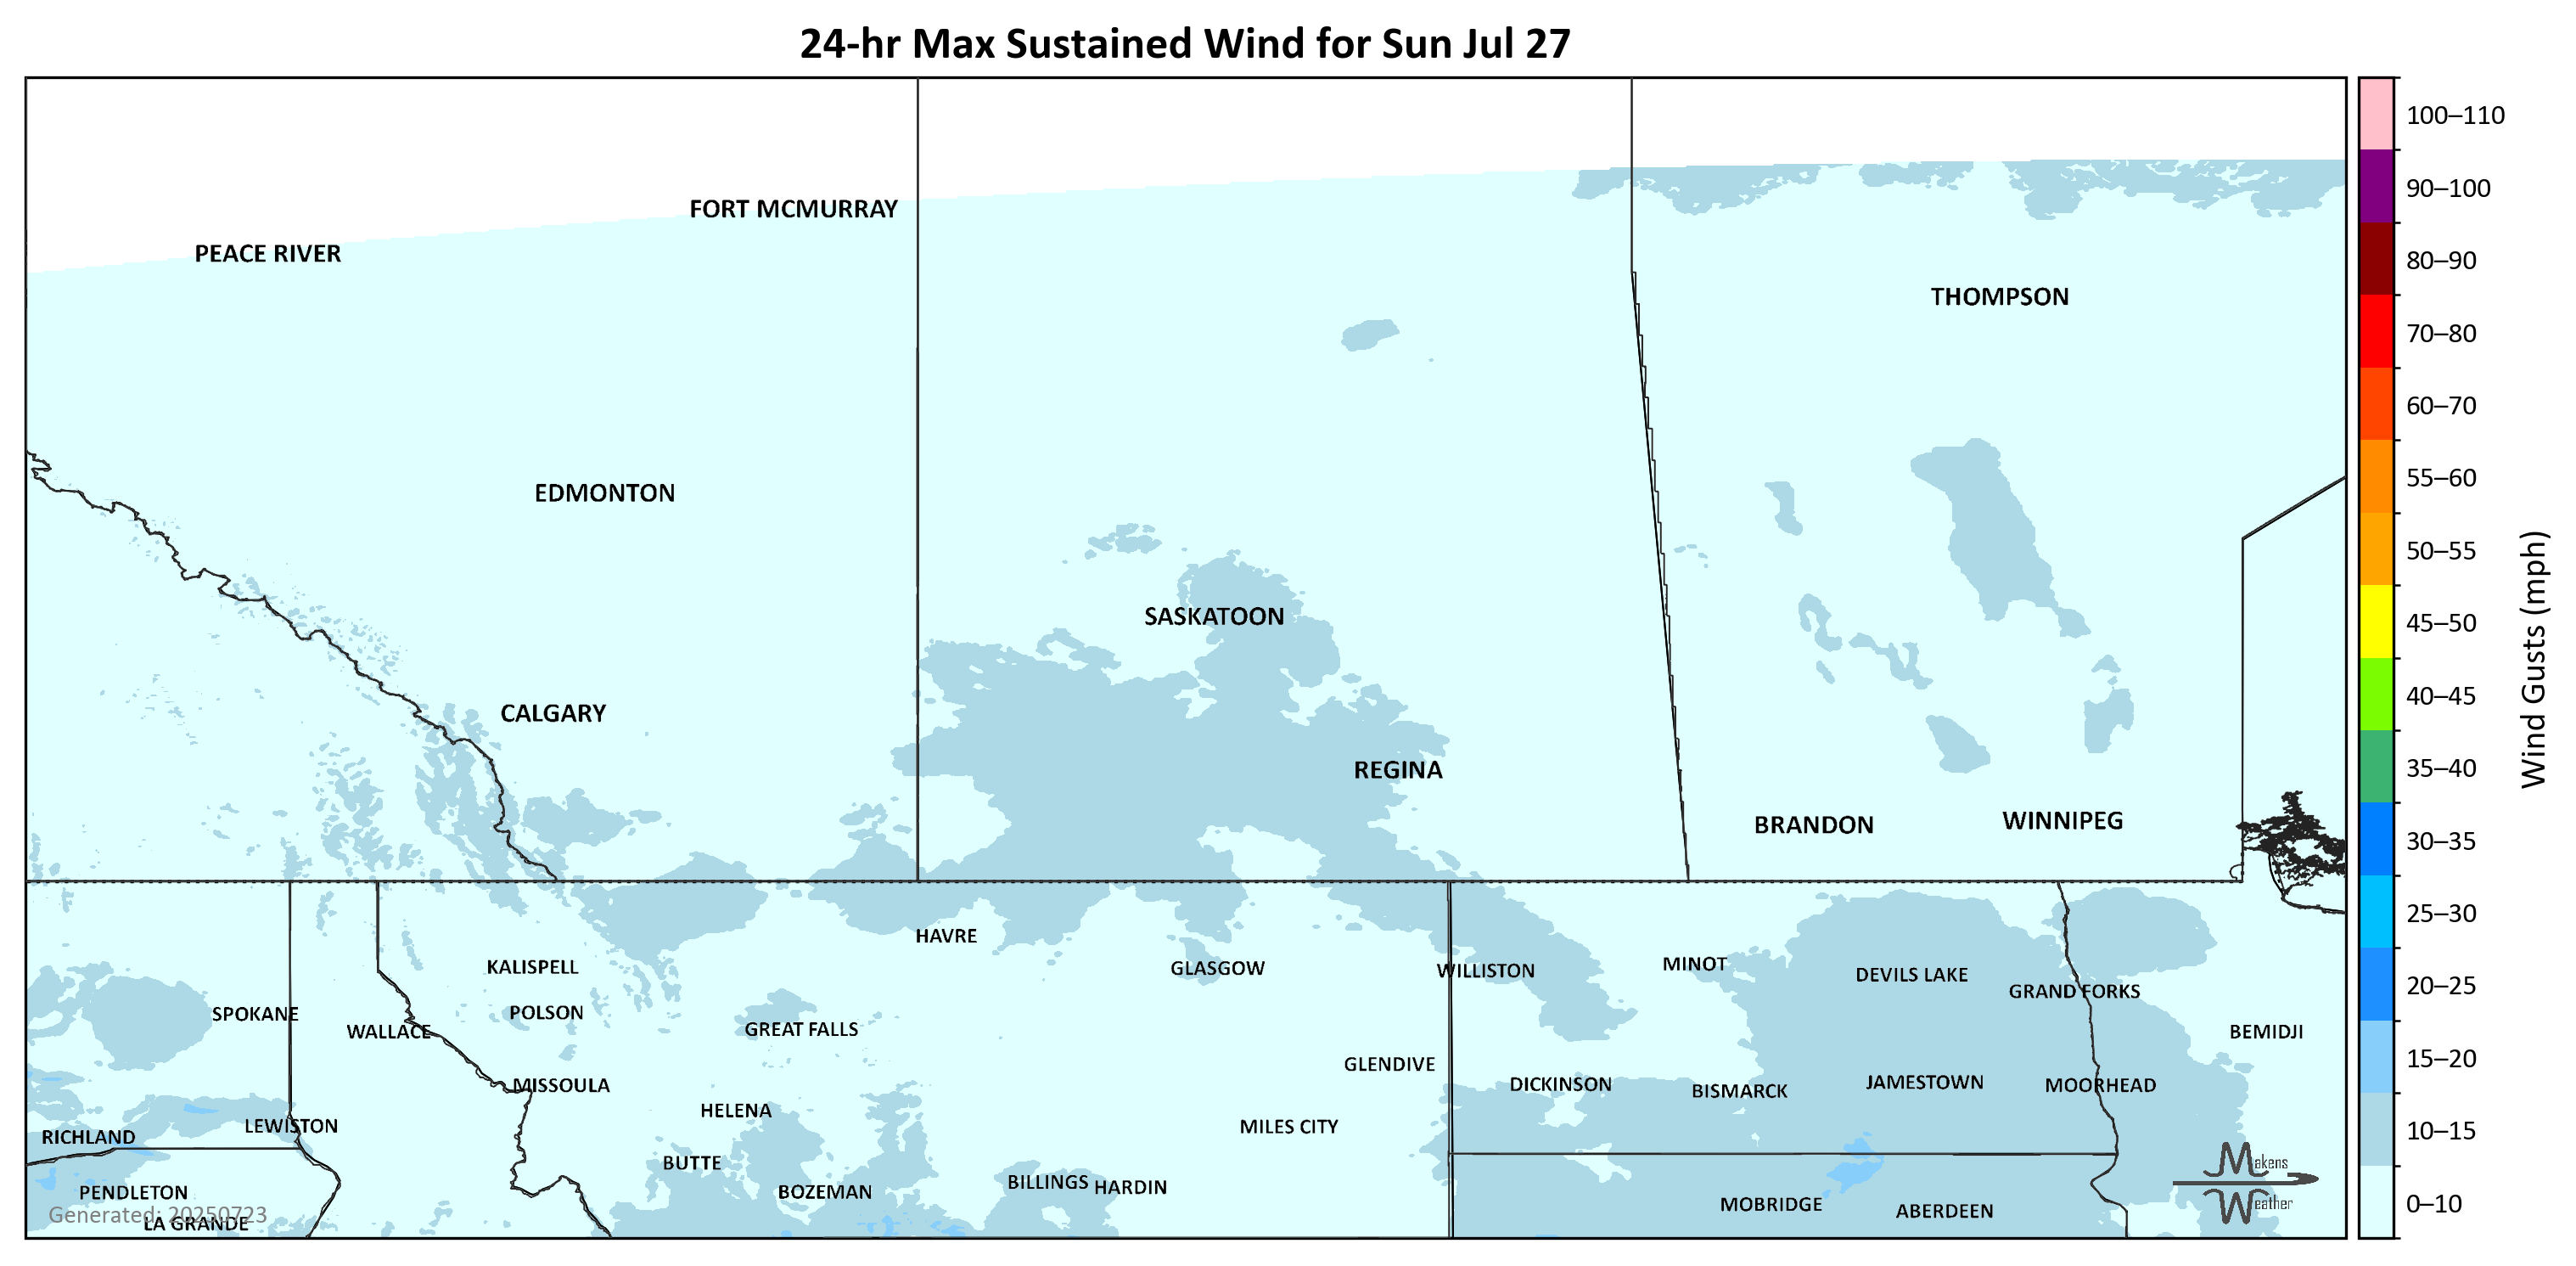 24-hr Max Sustained Wind for Sun Jul 27
100–110
90–100
80–90
70–80
60–70
55–60
50–55
45–50
40–45
35–40
30–35
25–30
20–25
15–20
10–15
0–10
Wind Gusts (mph)
FORT MCMURRAY
PEACE RIVER
THOMPSON
EDMONTON
SASKATOON
CALGARY
REGINA
BRANDON
WINNIPEG
HAVRE
KALISPELL
GLASGOW
WILLISTON
MINOT
DEVILS LAKE
GRAND FORKS
SPOKANE
POLSON
WALLACE
GREAT FALLS
BEMIDJI
GLENDIVE
MISSOULA
DICKINSON
BISMARCK
JAMESTOWN
MOORHEAD
HELENA
LEWISTON
MILES CITY
RICHLAND
BUTTE
PENDLETON
BOZEMAN
BILLINGS
HARDIN
MOBRIDGE
ABERDEEN
Generated: 20250723
LA GRANDE
Makens
Weather